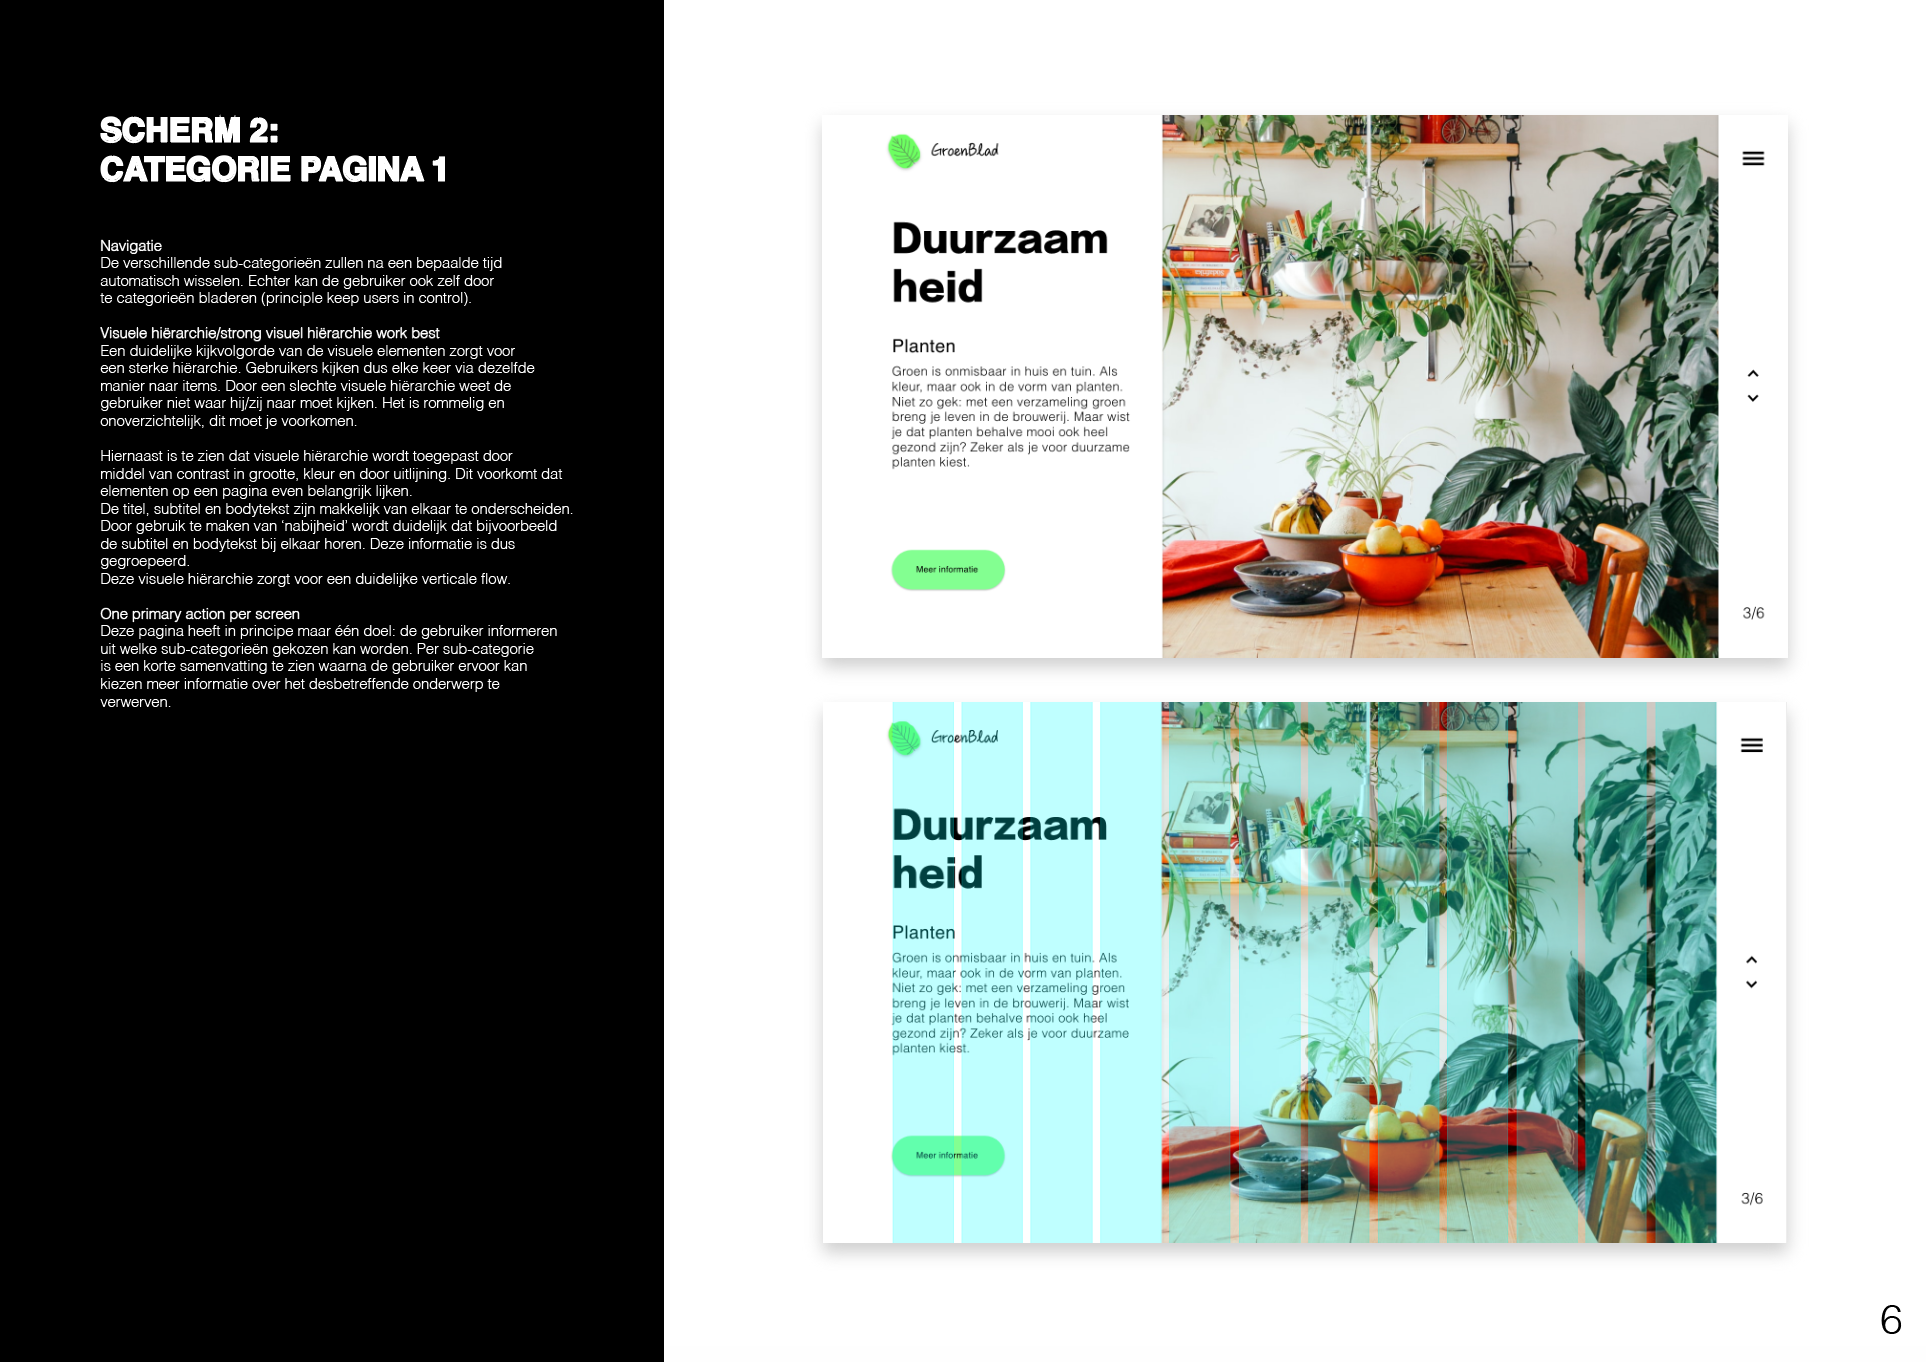 SCHERM 2:
CATEGORIE PAGINA 1
Navigatie
De verschillende sub-categorieën zullen na een bepaalde tijd
automatisch wisselen. Echter kan de gebruiker ook zelf door
te categorieën bladeren (principle keep users in control).
Visuele hiërarchie/strong visuel hiërarchie work best
Een duidelijke kijkvolgorde van de visuele elementen zorgt voor
een sterke hiërarchie. Gebruikers kijken dus elke keer via dezelfde
manier naar items. Door een slechte visuele hiërarchie weet de
gebruiker niet waar hij/zij naar moet kijken. Het is rommelig en
onoverzichtelijk, dit moet je voorkomen.
Hiernaast is te zien dat visuele hiërarchie wordt toegepast door
middel van contrast in grootte, kleur en door uitlijning. Dit voorkomt dat
elementen op een pagina even belangrijk lijken.
De titel, subtitel en bodytekst zijn makkelijk van elkaar te onderscheiden.
Door gebruik te maken van ‘nabijheid’ wordt duidelijk dat bijvoorbeeld
de subtitel en bodytekst bij elkaar horen. Deze informatie is dus
gegroepeerd.
Deze visuele hiërarchie zorgt voor een duidelijke verticale flow.
One primary action per screen
Deze pagina heeft in principe maar één doel: de gebruiker informeren
uit welke sub-categorieën gekozen kan worden. Per sub-categorie
is een korte samenvatting te zien waarna de gebruiker ervoor kan
kiezen meer informatie over het desbetreffende onderwerp te
verwerven.
GroenBlad
Duurzaam
heid
Planten
Groen is onmisbaar in huis en tuin. Als
kleur, maar ook in de vorm van planten.
Niet zo gek: met een verzameling groen
breng je leven in de brouwerij. Maar wist
je dat planten behalve mooi ook heel
gezond zijn? Zeker als je voor duurzame
planten kiest.
Meer informatie
3/6
GroenBlad
Duurzaam
heid
Planten
Groen is onmisbaar in huis en tuin. Als
kleur, maar ook in de vorm van planten.
Niet zo gek: met een verzameling groen
breng je leven in de brouwerij. Maar wist
je dat planten behalve mooi ook heel
gezond zijn? Zeker als je voor duurzame
planten kiest.
Meer informatie
3/6
6